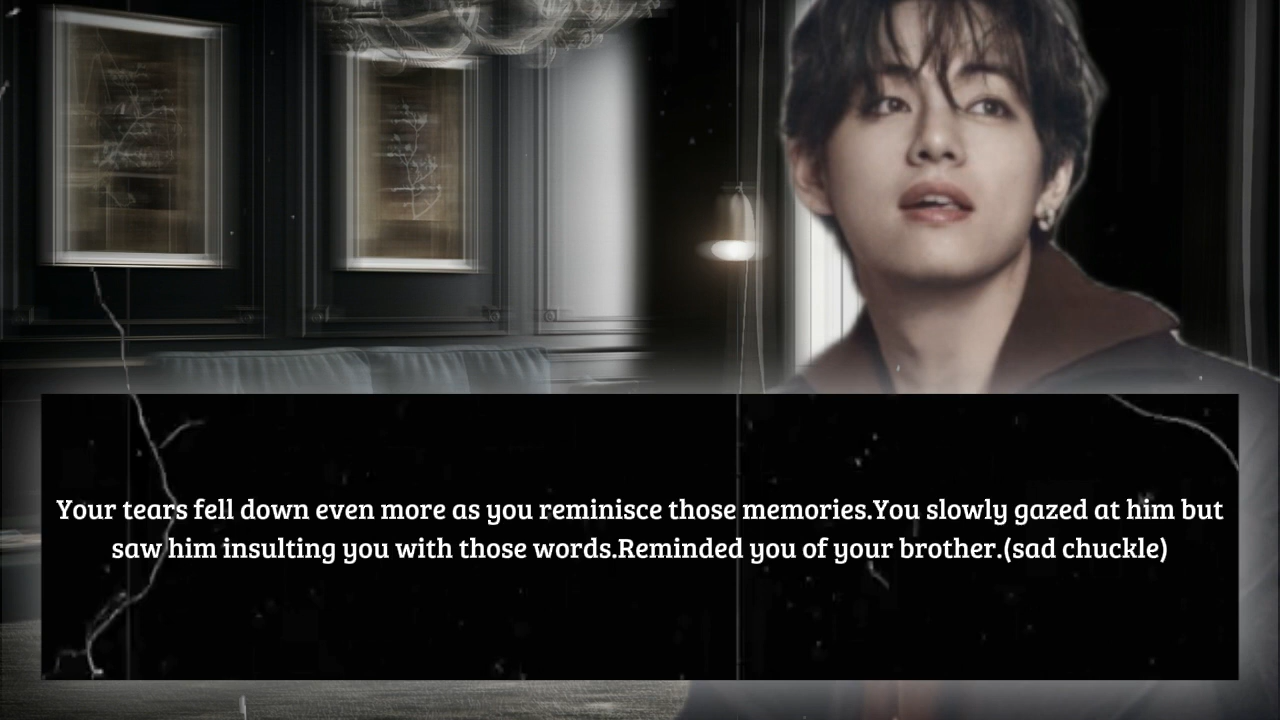 Your tears fell down even more as you reminisce those memories.You slowly gazed at him but
saw him insulting you with those words.Reminded you of your brother.(sad chuckle)